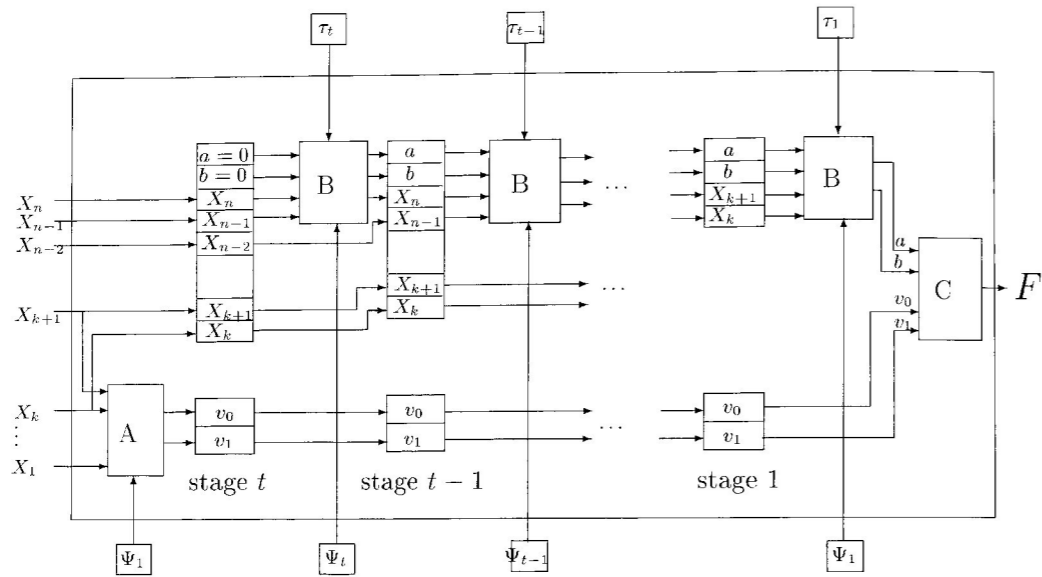 τ_t τ_{t−1} τ_1
a = 0 a a
b = 0 B b B b B
X_n X_n X_n X_{k+1}
X_{n−1} X_{n−1} X_{n−1} X_k
X_{n−2} X_{n−2} ...
a
b
C F
X_{k+1} ...
X_{k+1} X_{k+1} X_k v_0
X_k v_1
X_k A v_0 v_0 v_0
⋮ v_1 v_1 ... v_1
X_1
stage t stage t − 1 stage 1
Ψ_1 Ψ_t Ψ_{t−1} Ψ_1